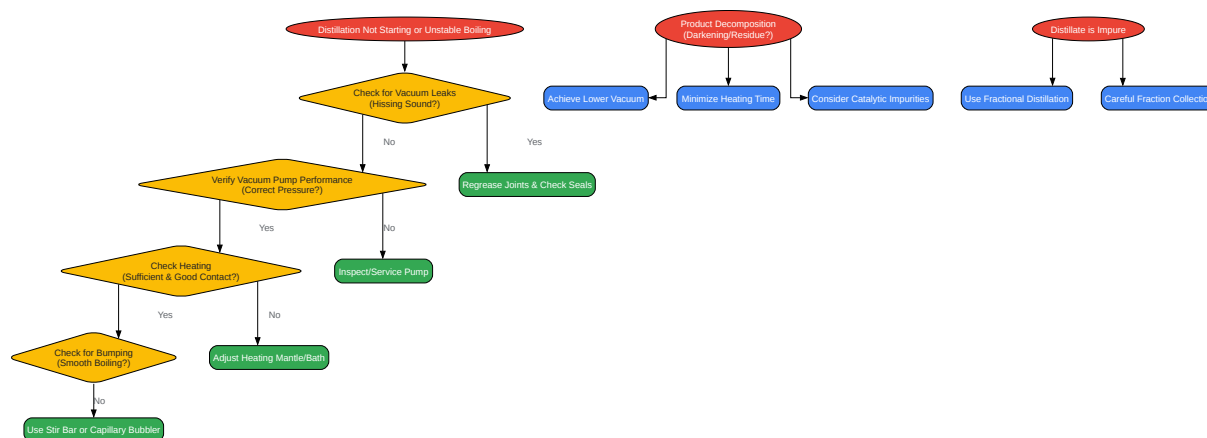 Distillation Not Starting or Unstable Boiling
Product Decomposition
(Darkening/Residue?)
Distillate is Impure
Check for Vacuum Leaks
(Hissing Sound?)
Achieve Lower Vacuum
Minimize Heating Time
Consider Catalytic Impurities
Use Fractional Distillation
Careful Fraction Collectio
No
Yes
Verify Vacuum Pump Performance
(Correct Pressure?)
Regrease Joints & Check Seals
Yes
No
Check Heating
(Sufficient & Good Contact?)
Inspect/Service Pump
Yes
No
Check for Bumping
(Smooth Boiling?)
Adjust Heating Mantle/Bath
No
Use Stir Bar or Capillary Bubbler